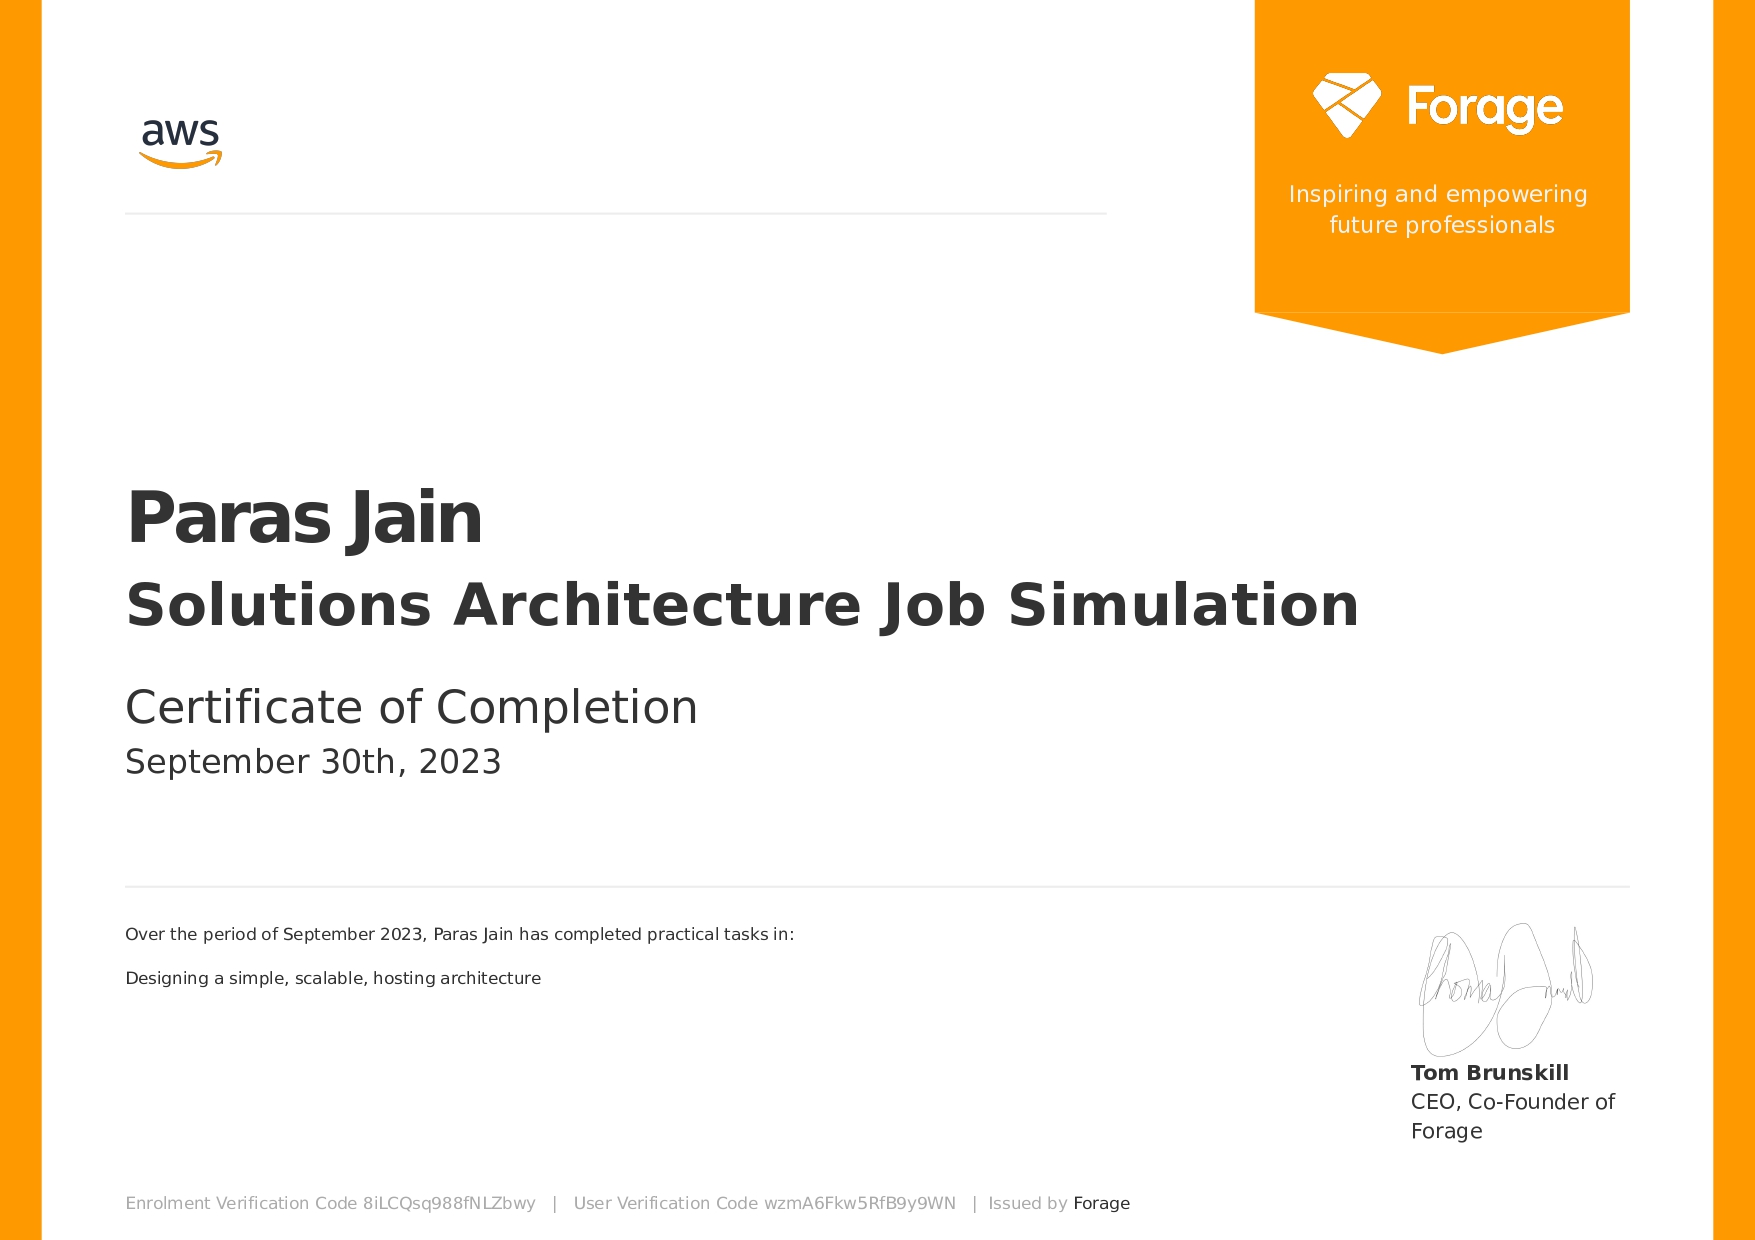 aws
Forage
Inspiring and empowering
future professionals
Paras Jain
Solutions Architecture Job Simulation
Certificate of Completion
September 30th, 2023
Over the period of September 2023, Paras Jain has completed practical tasks in:
Designing a simple, scalable, hosting architecture
Tom Brunskill
CEO, Co-Founder of
Forage
Enrolment Verification Code 8iLCQsq988fNLZbwy | User Verification Code wzmA6Fkw5RfB9y9WN | Issued by Forage